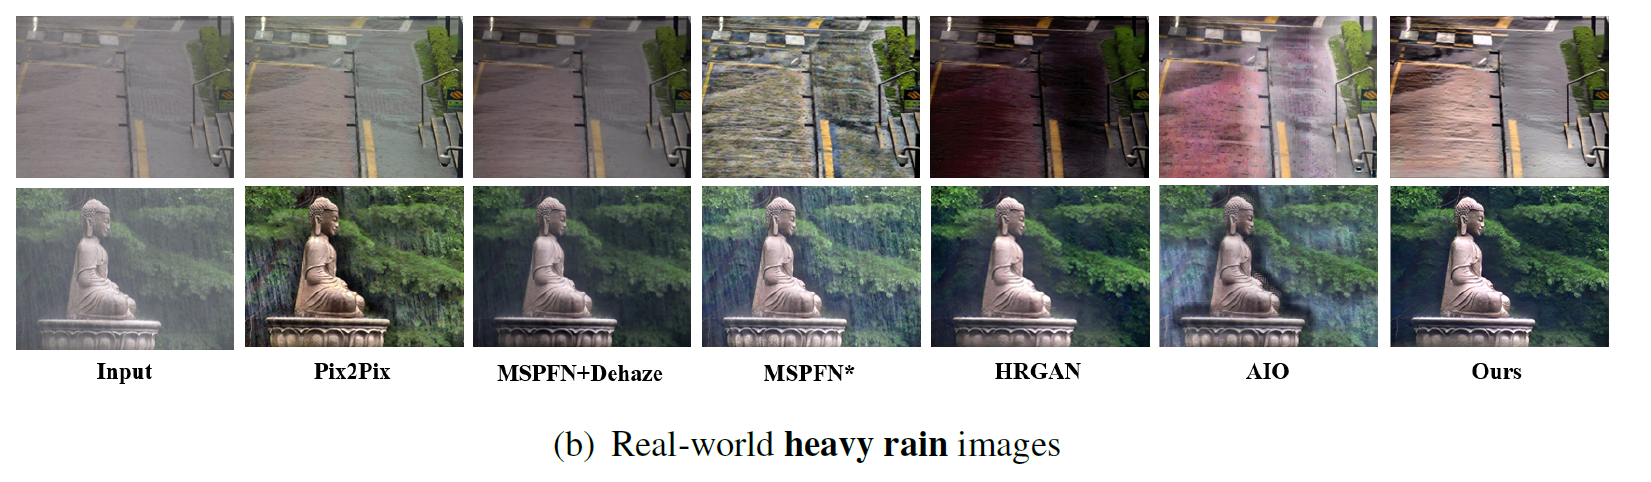 Input Pix2Pix MSPFN+Dehaze MSPFN* HRGAN AIO Ours
(b) Real-world heavy rain images